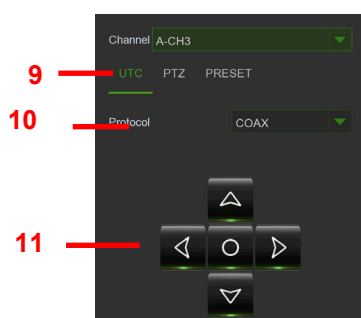 Channel A-CH3
9 UTC PTZ PRESET
10 Protocol COAX
11